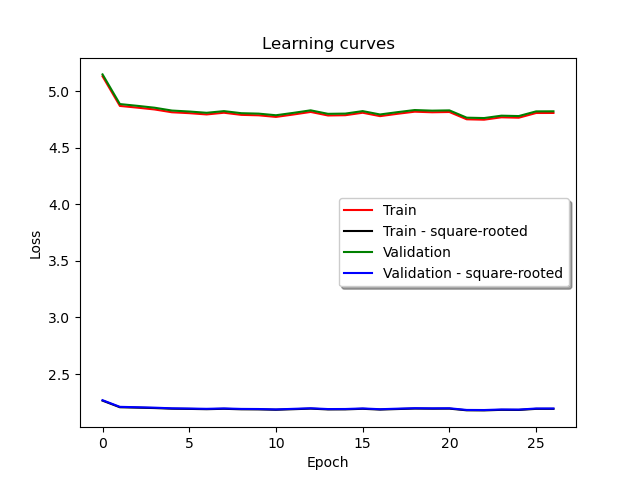 Learning curves
5.0
4.5
4.0
3.5
3.0
2.5
Loss
Train
Train - square-rooted
Validation
Validation - square-rooted
0 5 10 15 20 25
Epoch